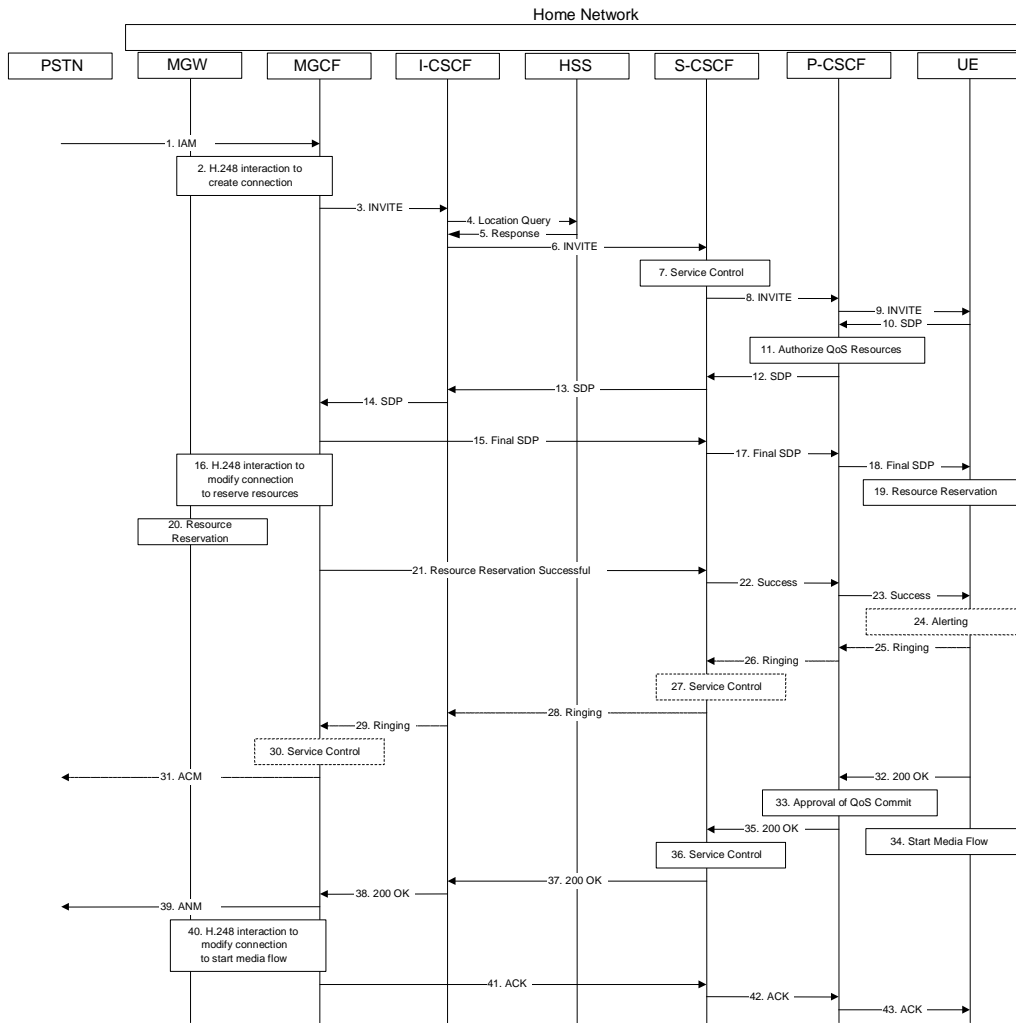 Home Network
PSTN
MGW
MGCF
I-CSCF
HSS
S-CSCF
P-CSCF
UE
1. IAM
2. H.248 interaction to
create connection
3. INVITE
4. Location Query
5. Response
6. INVITE
7. Service Control
8. INVITE
9. INVITE
10. SDP
11. Authorize QoS Resources
12. SDP
13. SDP
14. SDP
15. Final SDP
16. H.248 interaction to
modify connection
to reserve resources
17. Final SDP
18. Final SDP
19. Resource Reservation
20. Resource
Reservation
21. Resource Reservation Successful
22. Success
23. Success
24. Alerting
25. Ringing
26. Ringing
27. Service Control
28. Ringing
29. Ringing
30. Service Control
31. ACM
32. 200 OK
33. Approval of QoS Commit
35. 200 OK
34. Start Media Flow
36. Service Control
37. 200 OK
38. 200 OK
39. ANM
40. H.248 interaction to
modify connection
to start media flow
41. ACK
42. ACK
43. ACK